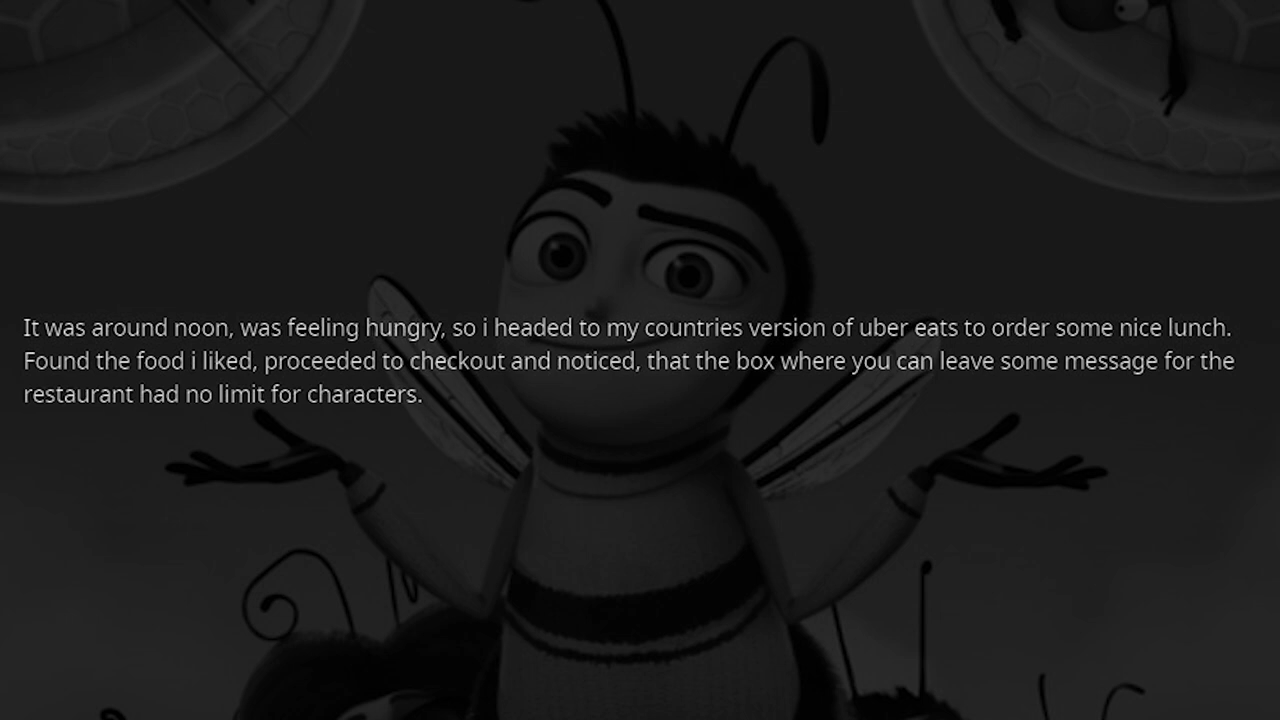 It was around noon, was feeling hungry, so i headed to my countries version of uber eats to order some nice lunch.
Found the food i liked, proceeded to checkout and noticed, that the box where you can leave some message for the
restaurant had no limit for characters.